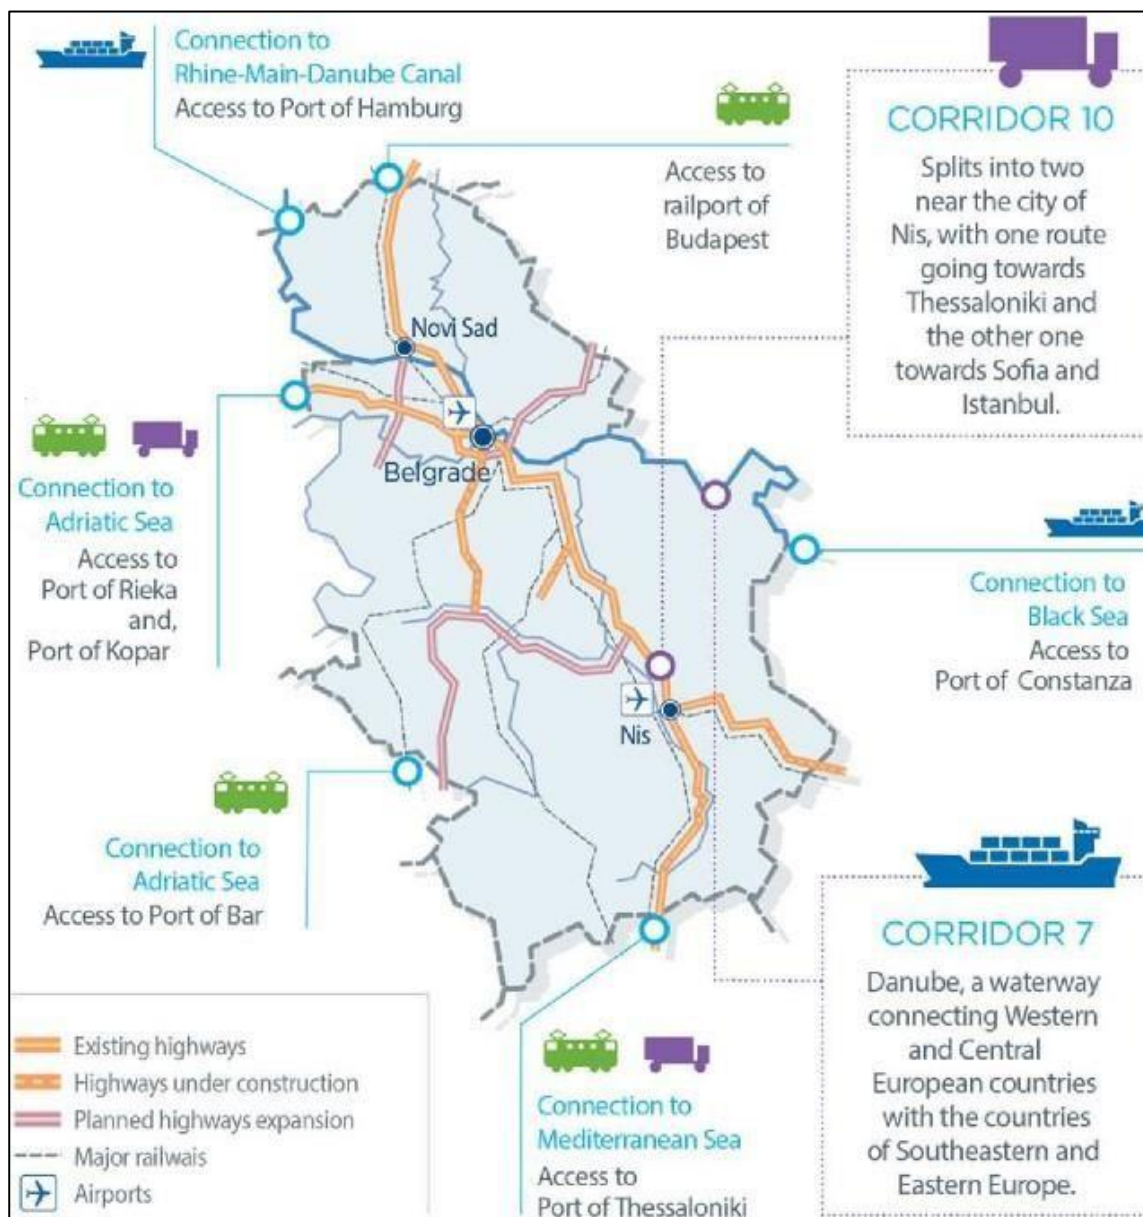 Connection to
Rhine-Main-Danube Canal
Access to Port of Hamburg
Access to
railport of
Budapest
CORRIDOR 10
Splits into two
near the city of
Nis, with one route
going towards
Thessaloniki and
the other one
towards Sofia and
Istanbul.
Novi Sad
Belgrade
Nis
Connection to
Adriatic Sea
Access to
Port of Rieka
and,
Port of Kopar
Connection to
Black Sea
Access to
Port of Constanza
Connection to
Adriatic Sea
Access to Port of Bar
CORRIDOR 7
Danube, a waterway
connecting Western
and Central
European countries
with the countries
of Southeastern and
Eastern Europe.
Existing highways
Highways under construction
Planned highways expansion
Major railwais
Airports
Connection to
Mediterranean Sea
Access to
Port of Thessaloniki